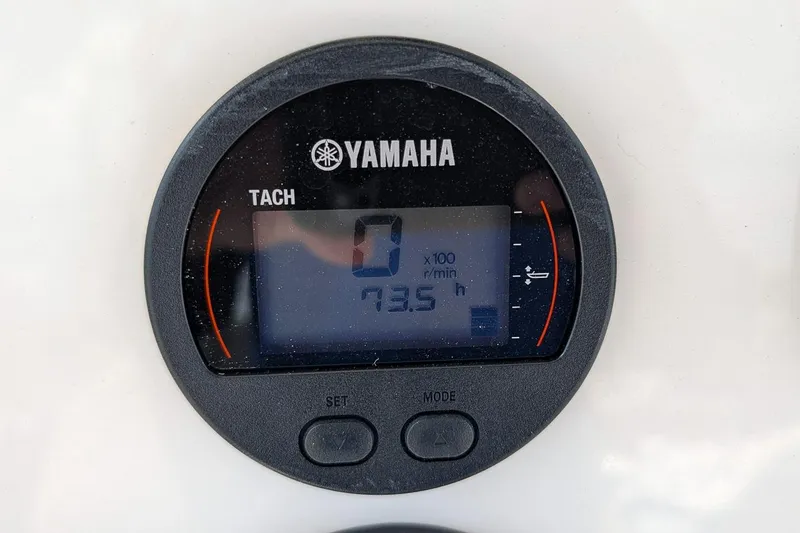 YAMAHA
TACH
0
x100
r/min
73.5 h
SET
MODE